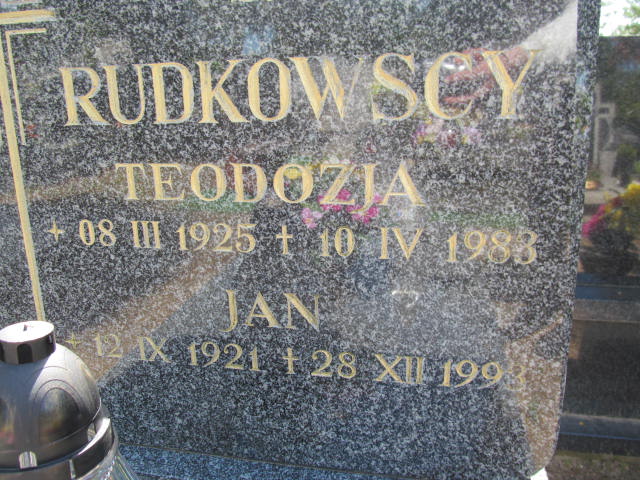 RUDKOWSCY
TEODOZJA
+ 08 III 1925 + 10 IV 1983
JAN
+ 12 IX 1921 + 28 XII